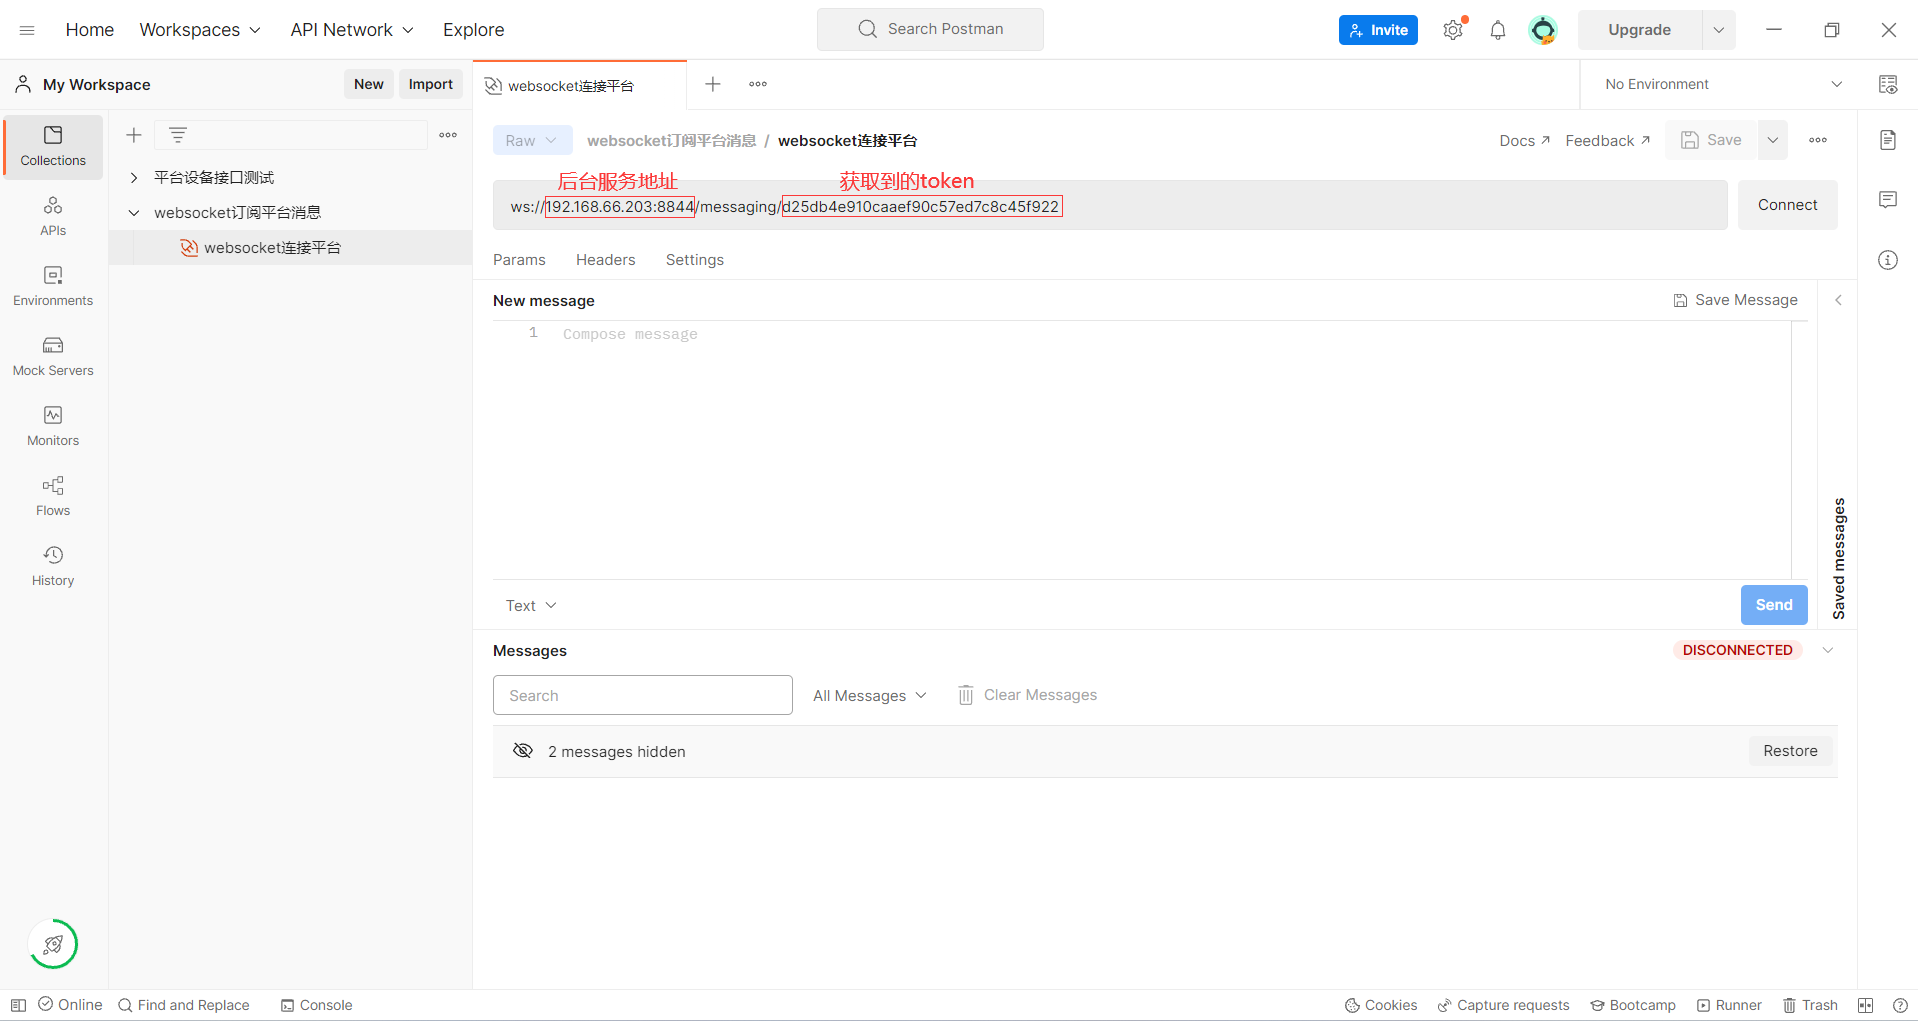 Home Workspaces API Network Explore Search Postman Invite Upgrade
My Workspace New Import websocket连接平台 No Environment
Collections
APIs
Environments
Mock Servers
Monitors
Flows
History
平台设备接口测试
websocket订阅平台消息
websocket连接平台
Raw websocket订阅平台消息 / websocket连接平台 Docs Feedback Save
后台服务地址 获取到的token
ws://192.168.66.203:8844/messaging/d25db4e910caaef90c57ed7c8c45f922 Connect
Params Headers Settings
New message Save Message
1 Compose message
Saved messages
Text Send
Messages DISCONNECTED
Search All Messages Clear Messages
2 messages hidden Restore
Online Find and Replace Console Cookies Capture requests Bootcamp Runner Trash